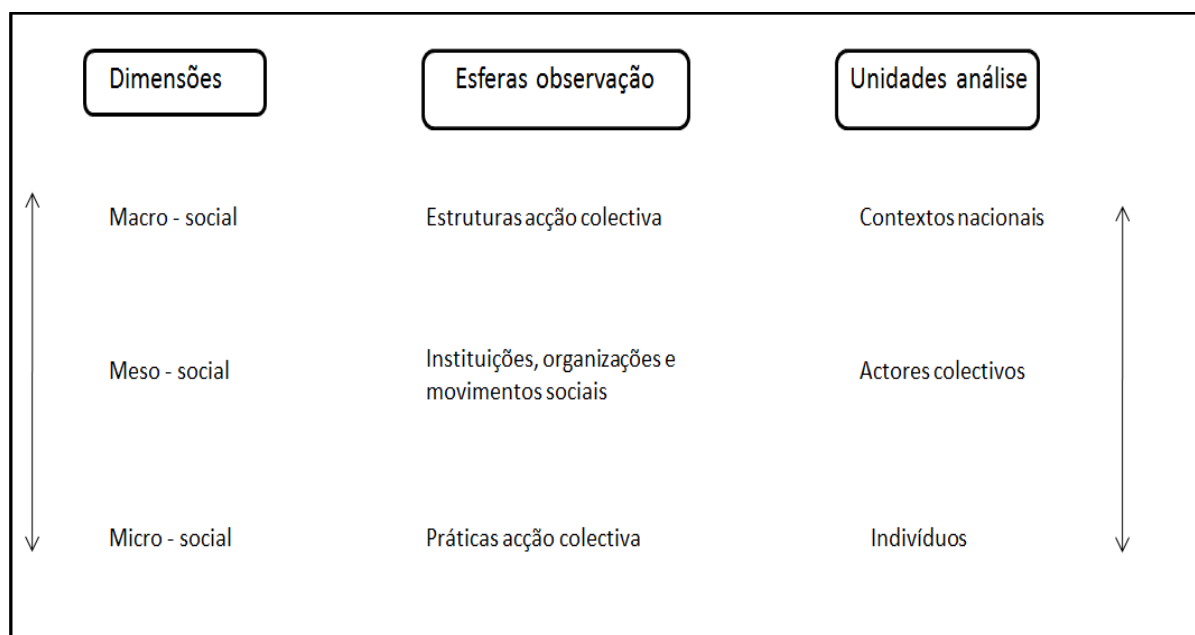 Dimensões Esferas observação Unidades análise
Macro - social Estruturas acção colectiva Contextos nacionais
Meso - social Instituições, organizações e movimentos sociais Actores colectivos
Micro - social Práticas acção colectiva Indivíduos